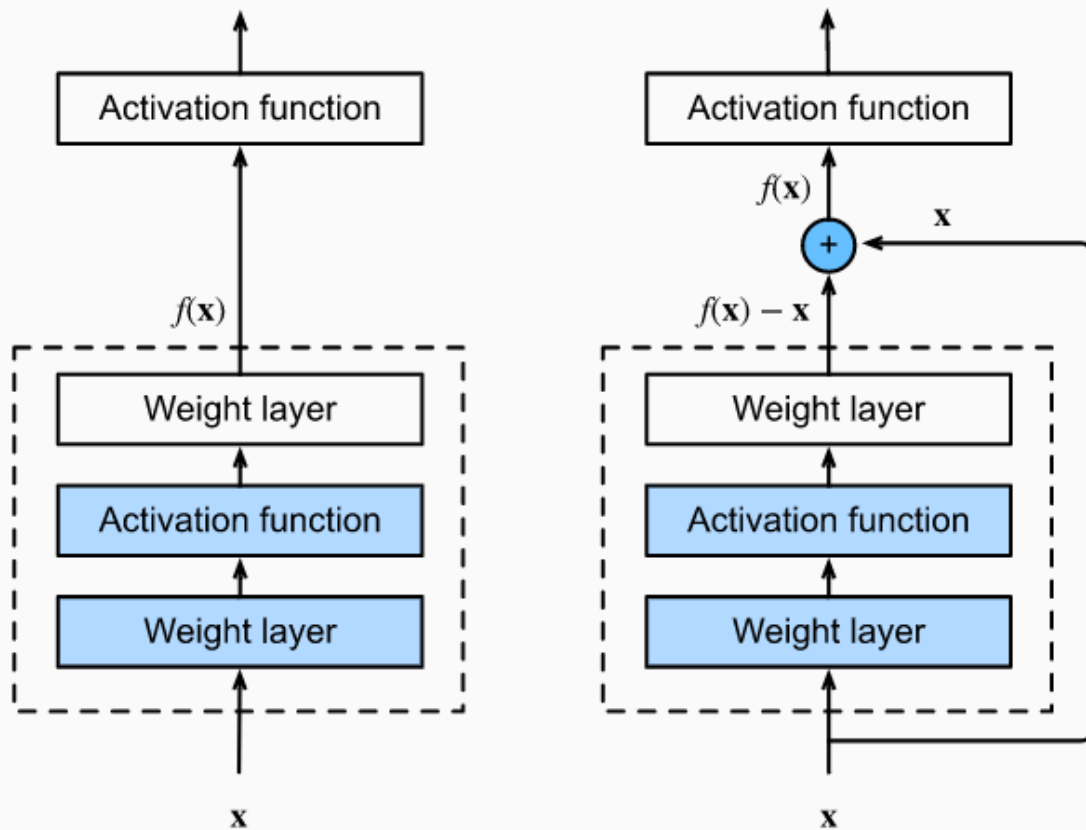 Activation function
f(x)
Weight layer
Activation function
Weight layer
x
Activation function
f(x)
x
+
f(x) − x
Weight layer
Activation function
Weight layer
x